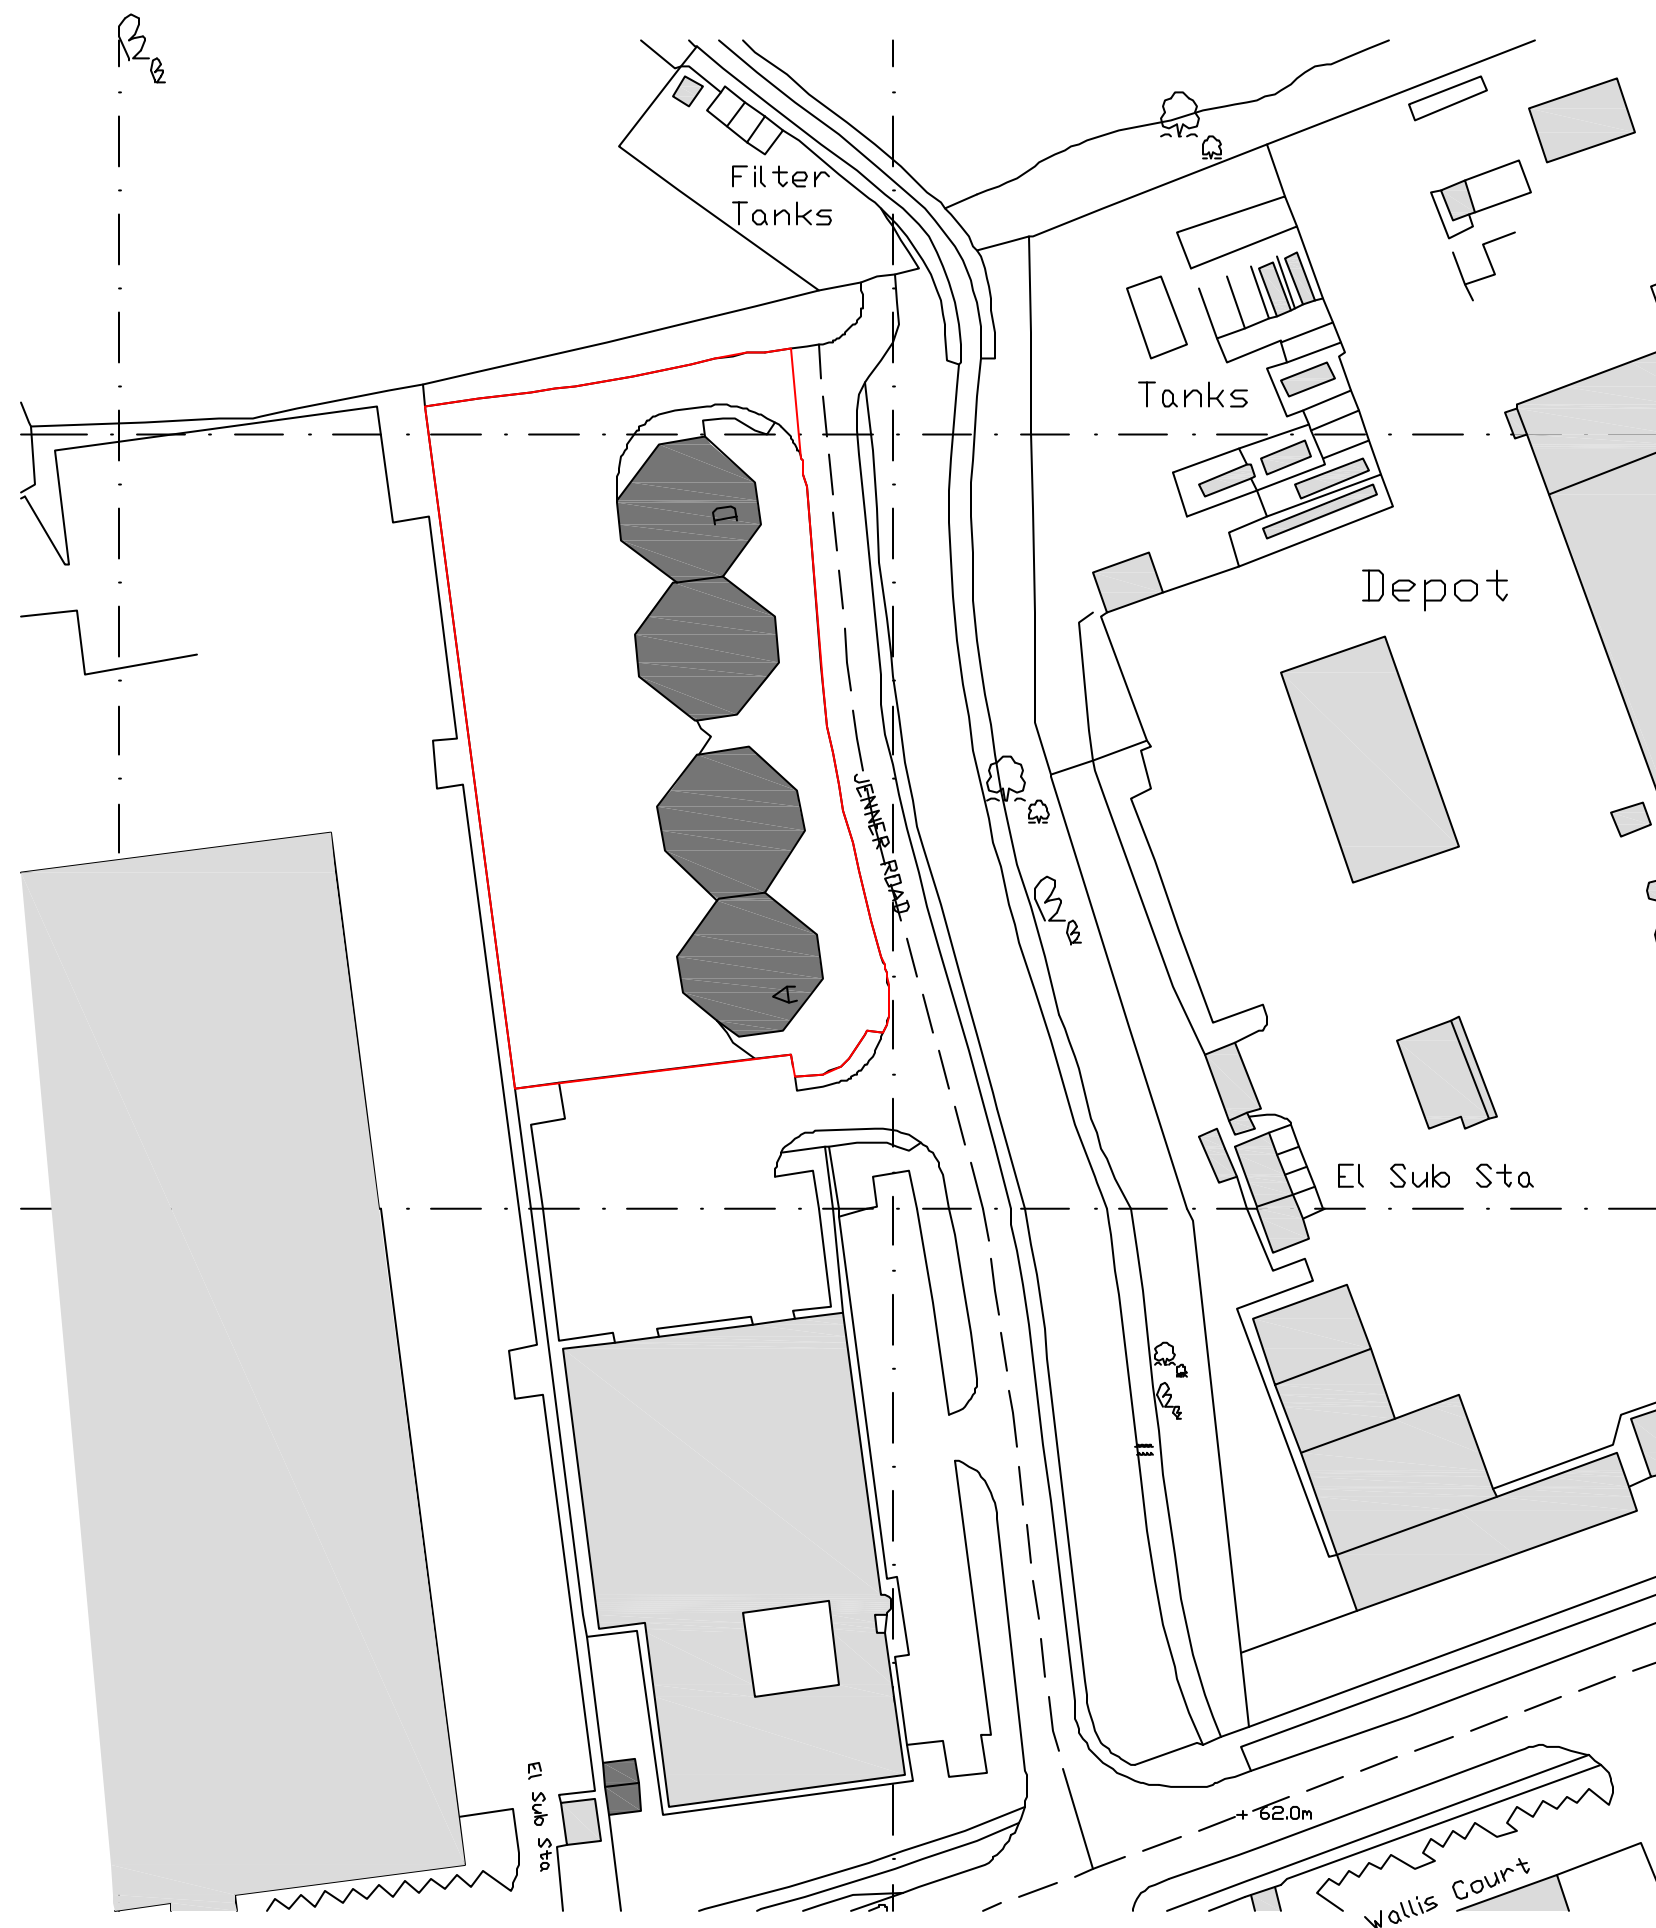 Filter
Tanks
Tanks
D
Depot
JENNER ROAD
A
El Sub Sta
El Sub Sta
+ 62.0m
Wallis Court